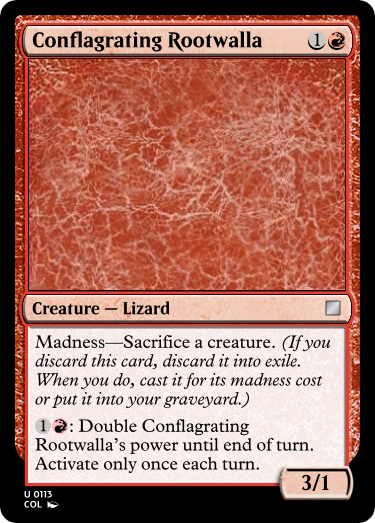 Conflagrating Rootwalla 1
Creature — Lizard
Madness—Sacrifice a creature. (If you
discard this card, discard it into exile.
When you do, cast it for its madness cost
or put it into your graveyard.)
1 : Double Conflagrating
Rootwalla's power until end of turn.
Activate only once each turn.
3/1
U 0113
COL